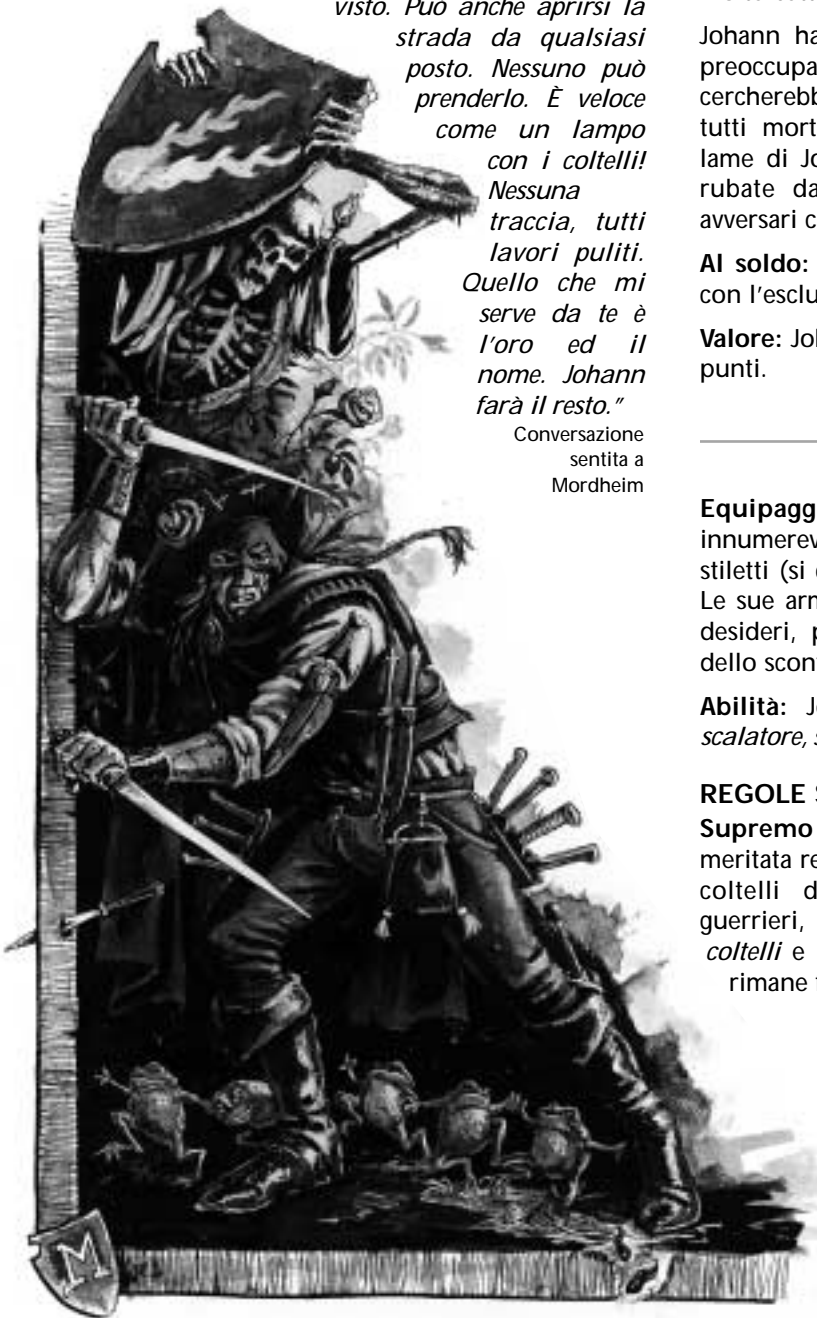 visto. Può anche aprirsi la
strada da qualsiasi
posto. Nessuno può
prenderlo. È veloce
come un lampo
con i coltelli!
Nessuna
traccia, tutti
lavori puliti.
Quello che mi
serve da te è
l'oro ed il
nome. Johann
farà il resto."
Conversazione
sentita a
Mordheim
Johann ha
preoccupa
cercherebb
tutti mort
lame di Jo
rubate da
avversari c
Al soldo:
con l'esclu
Valore: Jol
punti.
Equipagg
innumerev
stiletti (si
Le sue arm
desideri, p
dello scon
Abilità: J
scalatore, s
REGOLE S
Supremo
meritata re
coltelli d
guerrieri,
coltelli e
rimane
M